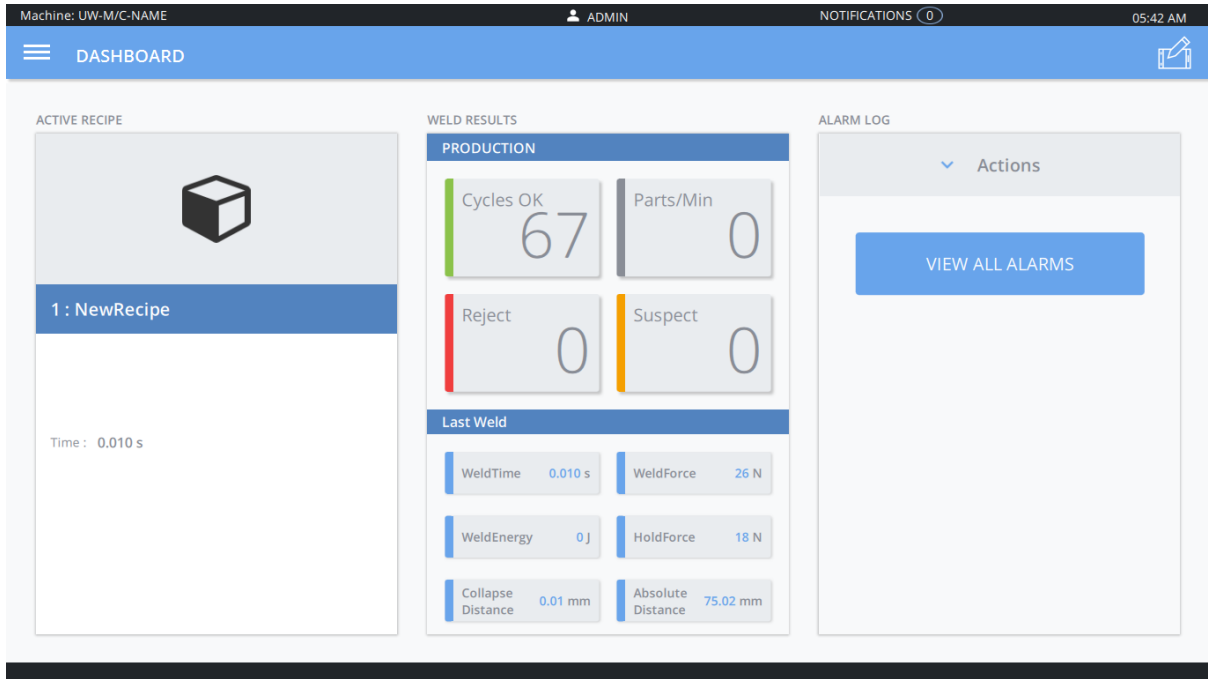 Machine: UW-M/C-NAME
ADMIN
NOTIFICATIONS 0
05:42 AM
DASHBOARD
ACTIVE RECIPE
1 : NewRecipe
Time : 0.010 s
WELD RESULTS
PRODUCTION
Cycles OK
67
Parts/Min
0
Reject
0
Suspect
0
Last Weld
WeldTime 0.010 s
WeldForce 26 N
WeldEnergy 0 J
HoldForce 18 N
Collapse
Distance
0.01 mm
Absolute
Distance
75.02 mm
ALARM LOG
Actions
VIEW ALL ALARMS